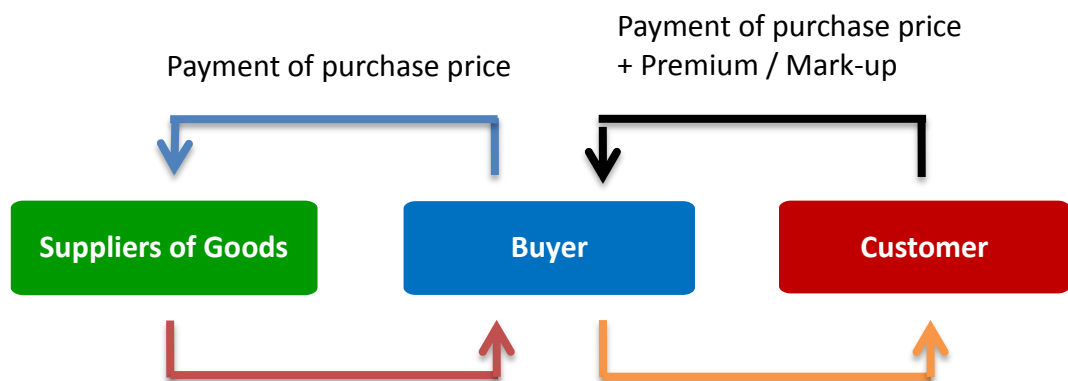 Payment of purchase price
Payment of purchase price
+ Premium / Mark-up
Suppliers of Goods
Buyer
Customer